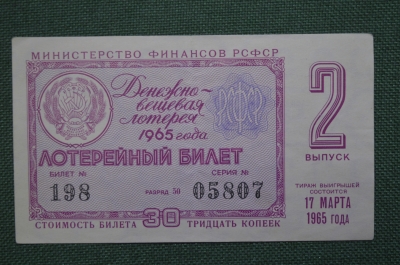 МИНИСТЕРСТВО ФИНАНСОВ РСФСР
Денежно-
вещевая
лотерея
1965 года
РСФСР
2
ВЫПУСК
ЛОТЕРЕЙНЫЙ БИЛЕТ
БИЛЕТ № СЕРИЯ №
198 РАЗРЯД 50 05807
ТИРАЖ ВЫИГРЫШЕЙ
СОСТОИТСЯ
17 МАРТА
1965 ГОДА
СТОИМОСТЬ БИЛЕТА 30 ТРИДЦАТЬ КОПЕЕК